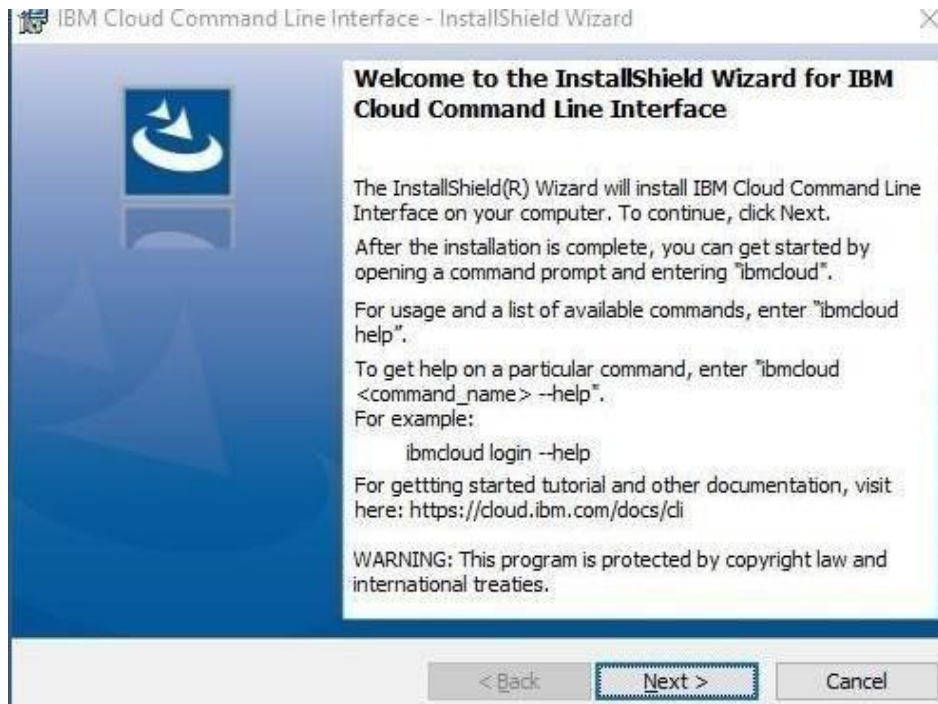 IBM Cloud Command Line Interface - InstallShield Wizard
Welcome to the InstallShield Wizard for IBM
Cloud Command Line Interface
The InstallShield(R) Wizard will install IBM Cloud Command Line
Interface on your computer. To continue, click Next.
After the installation is complete, you can get started by
opening a command prompt and entering "ibmcloud".
For usage and a list of available commands, enter "ibmcloud
help".
To get help on a particular command, enter "ibmcloud
<command_name> --help".
For example:
ibmcloud login --help
For gettting started tutorial and other documentation, visit
here: https://cloud.ibm.com/docs/cli
WARNING: This program is protected by copyright law and
international treaties.
< Back
Next >
Cancel